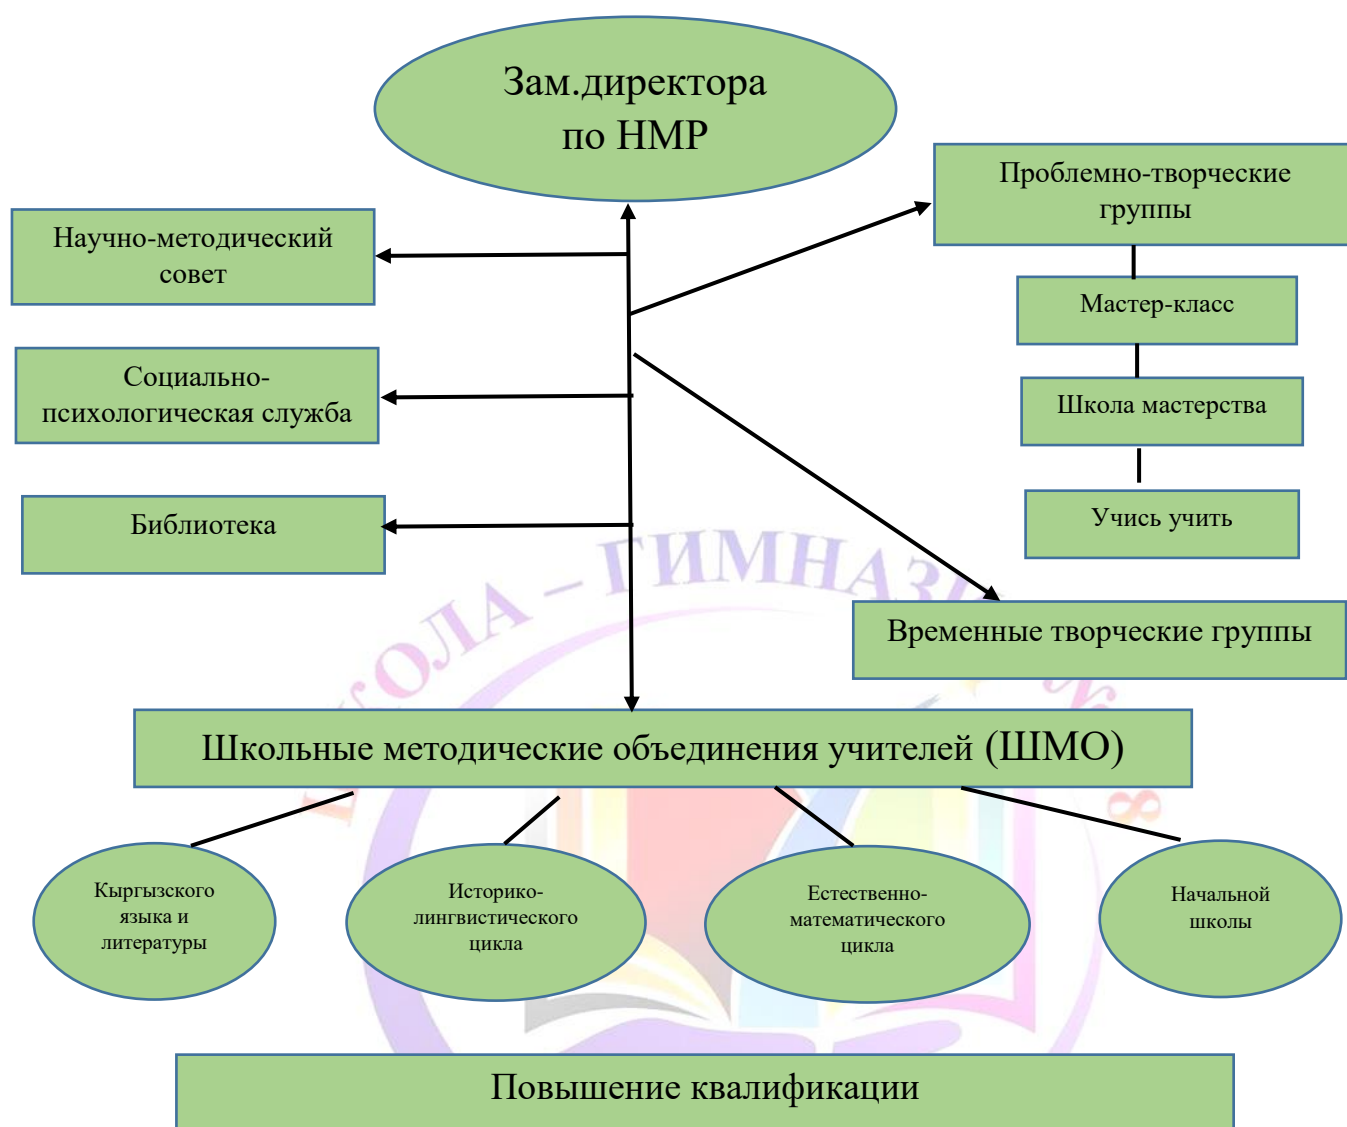 Зам.директора
по НМР
Проблемно-творческие
группы
Научно-методический
совет
Мастер-класс
Социально-
психологическая служба
Школа мастерства
Библиотека
Учись учить
Временные творческие группы
Школьные методические объединения учителей (ШМО)
Кыргызского
языка и
литературы
Историко-
лингвистического
цикла
Естественно-
математического
цикла
Начальной
школы
Повышение квалификации